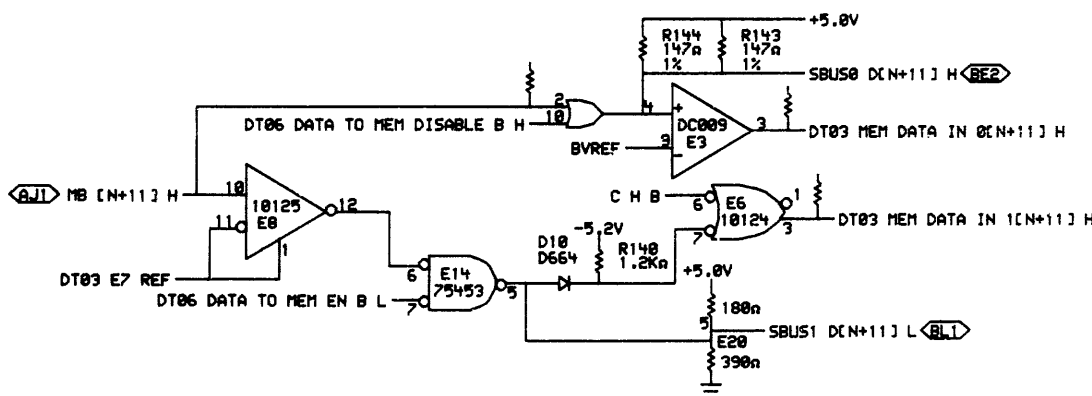 +5.0V
R144 R143
147Ω 147Ω
1% 1%
SBUS0 D[N+11] H BE2
2
10
4 +
DT06 DATA TO MEM DISABLE B H
DC009
E3
3
DT03 MEM DATA IN 0[N+11] H
BVREF 9 -
AJ1 MB [N+11] H
10
10125
E8
12
11
1
C H B
6
E6
10124
1
3
DT03 MEM DATA IN 1[N+11] H
7
-5.2V
D10
D664
R140
1.2KΩ
DT03 E7 REF
6
E14
75453
5
7
DT06 DATA TO MEM EN B L
+5.0V
180Ω
5
SBUS1 D[N+11] L BL1
E20
390Ω